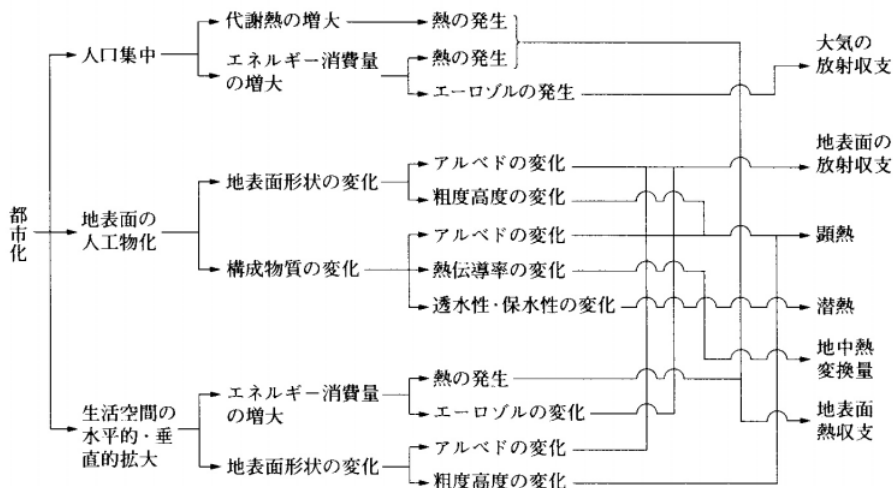 都市化
人口集中
地表面の
人工物化
生活空間の
水平的・垂
直的拡大
代謝熱の増大
エネルギー消費量
の増大
地表面形状の変化
構成物質の変化
エネルギー消費量
の増大
地表面形状の変化
熱の発生
熱の発生
エーロゾルの発生
アルベドの変化
粗度高度の変化
アルベドの変化
熱伝導率の変化
透水性・保水性の変化
熱の発生
エーロゾルの変化
アルベドの変化
粗度高度の変化
大気の
放射収支
地表面の
放射収支
顕熱
潜熱
地中熱
変換量
地表面
熱収支